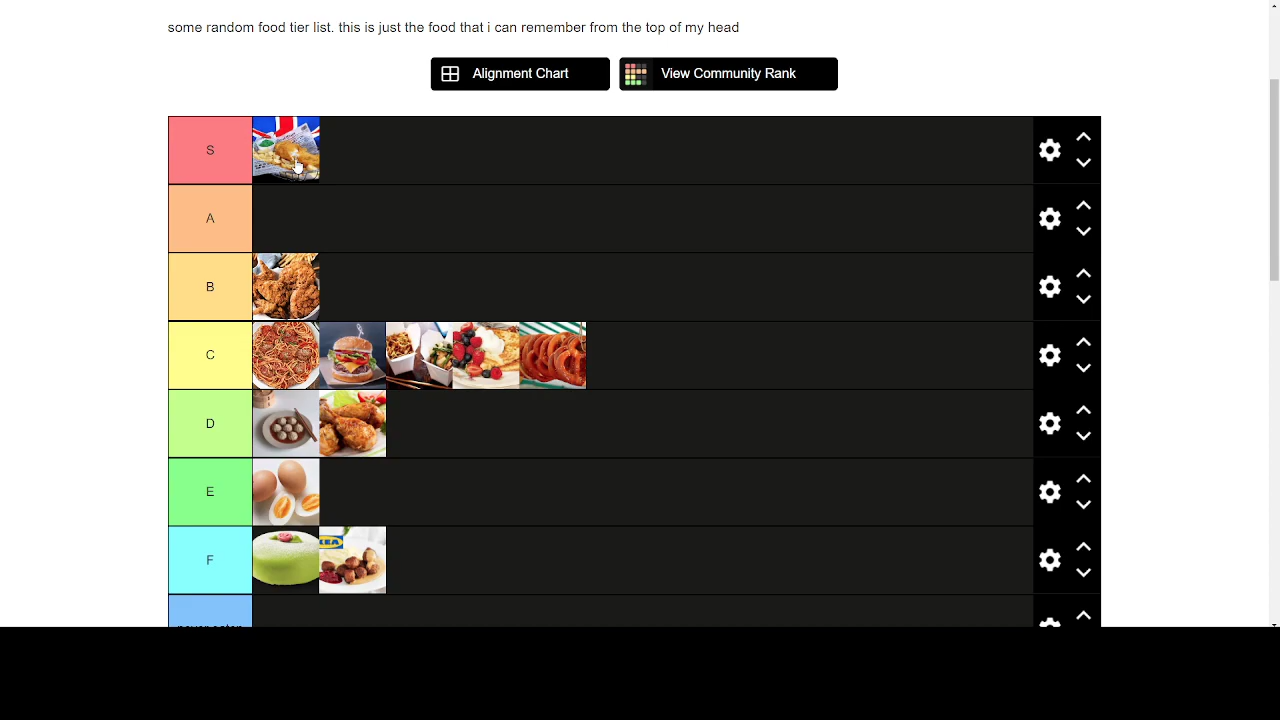 some random food tier list. this is just the food that i can remember from the top of my head
Alignment Chart
View Community Rank
S
A
B
C
D
E
F